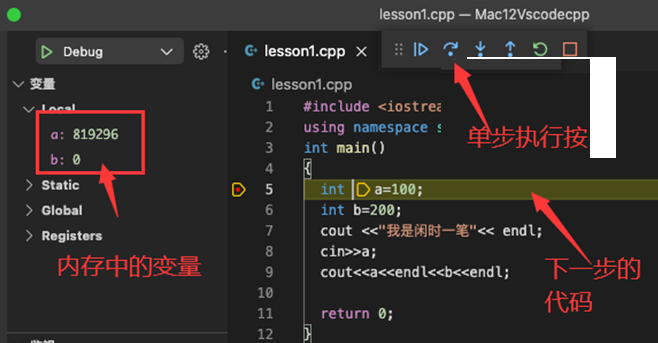 lesson1.cpp — Mac12Vscodecpp
Debug
lesson1.cpp
变量
Local
a: 819296
b: 0
Static
Global
Registers
内存中的变量
lesson1.cpp
1 #include <iostrea
2 using namespace s
3 int main()
4 {
5 int a=100;
6 int b=200;
7 cout <<"我是闲时一笔"<< endl;
8 cin>>a;
9 cout<<a<<endl<<b<<endl;
10
11 return 0;
12 }
单步执行按
下一步的
代码